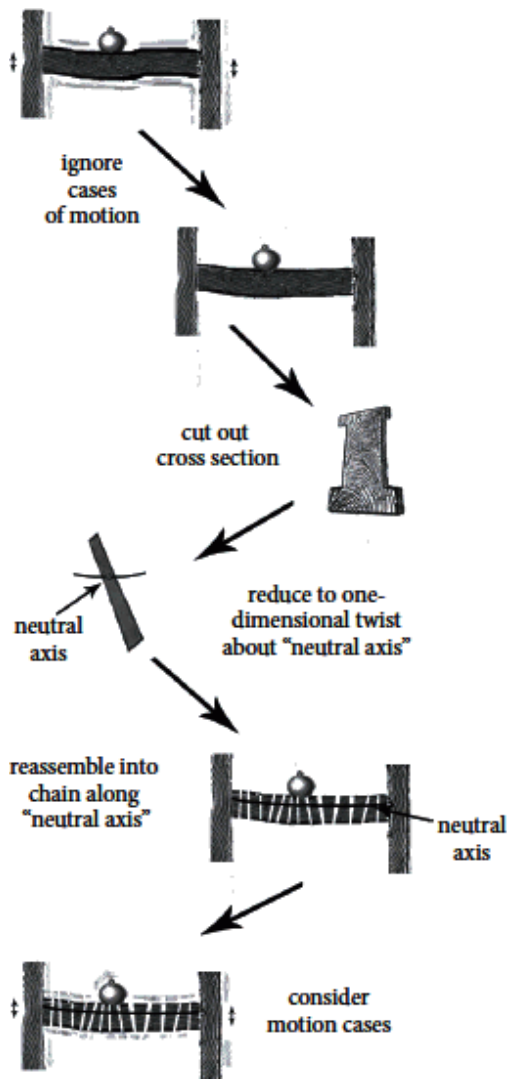 ignore
cases
of motion
cut out
cross section
neutral
axis
reduce to one-
dimensional twist
about “neutral axis”
reassemble into
chain along
“neutral axis”
neutral
axis
consider
motion cases